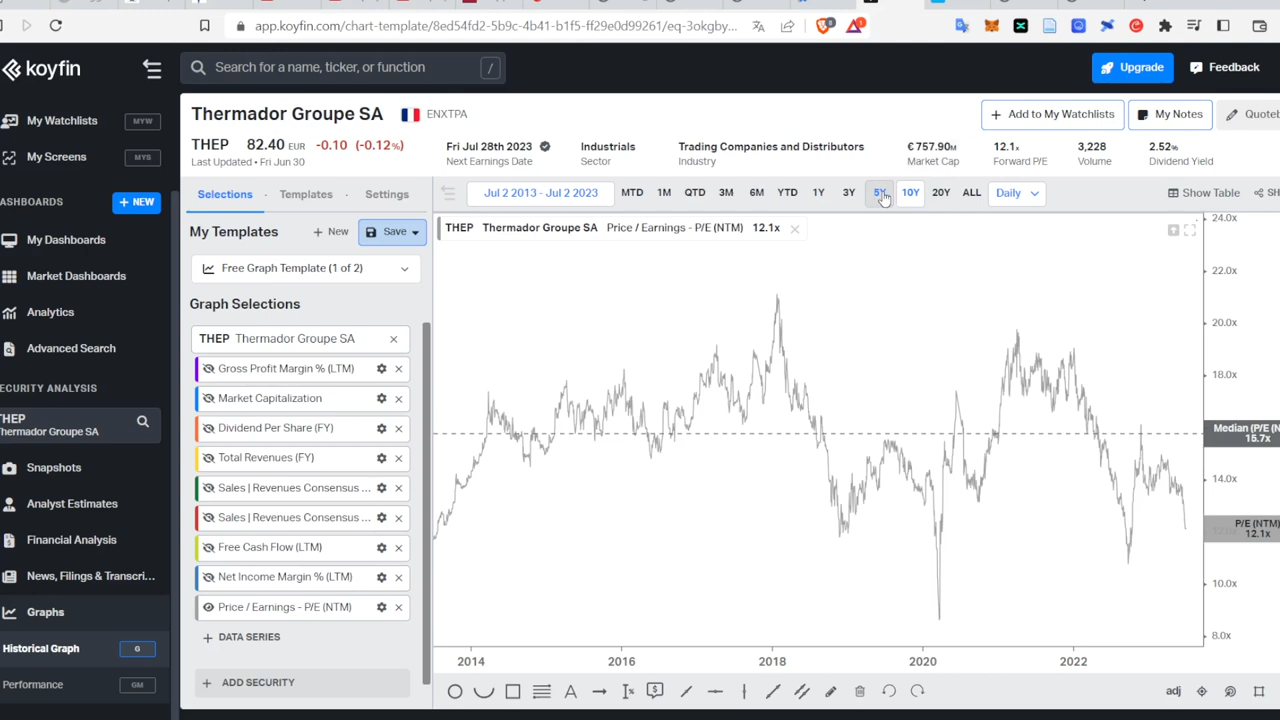 app.koyfin.com/chart-template/8ed54fd2-5b9c-4b41-b1f5-ff29e0d99261/eq-3okgby...
koyfin
Search for a name, ticker, or function
/
Upgrade
Feedback
My Watchlists
MYW
My Screens
MYS
ASHBOARDS
+ NEW
My Dashboards
Market Dashboards
Analytics
Advanced Search
ECURITY ANALYSIS
THEP
Thermador Groupe SA
Snapshots
Analyst Estimates
Financial Analysis
News, Filings & Transcri...
Graphs
Historical Graph
G
Performance
GM
Thermador Groupe SA
ENXTPA
+ Add to My Watchlists
My Notes
Quoteb
THEP 82.40 EUR -0.10 (-0.12%)
Last Updated • Fri Jun 30
Fri Jul 28th 2023
Next Earnings Date
Industrials
Sector
Trading Companies and Distributors
Industry
€ 757.90M
Market Cap
12.1x
Forward P/E
3,228
Volume
2.52%
Dividend Yield
Selections
Templates
Settings
Jul 2 2013 - Jul 2 2023
MTD 1M QTD 3M 6M YTD 1Y 3Y 5Y 10Y 20Y ALL
Daily
Show Table
SH
My Templates
+ New
Save
Free Graph Template (1 of 2)
Graph Selections
THEP Thermador Groupe SA
Gross Profit Margin % (LTM)
Market Capitalization
Dividend Per Share (FY)
Total Revenues (FY)
Sales | Revenues Consensus ...
Sales | Revenues Consensus ...
Free Cash Flow (LTM)
Net Income Margin % (LTM)
Price / Earnings - P/E (NTM)
+ DATA SERIES
+ ADD SECURITY
THEP Thermador Groupe SA Price / Earnings - P/E (NTM) 12.1x
24.0x
22.0x
20.0x
18.0x
Median (P/E (N
15.7x
14.0x
P/E (NTM)
12.1x
10.0x
8.0x
2014 2016 2018 2020 2022
A
adj